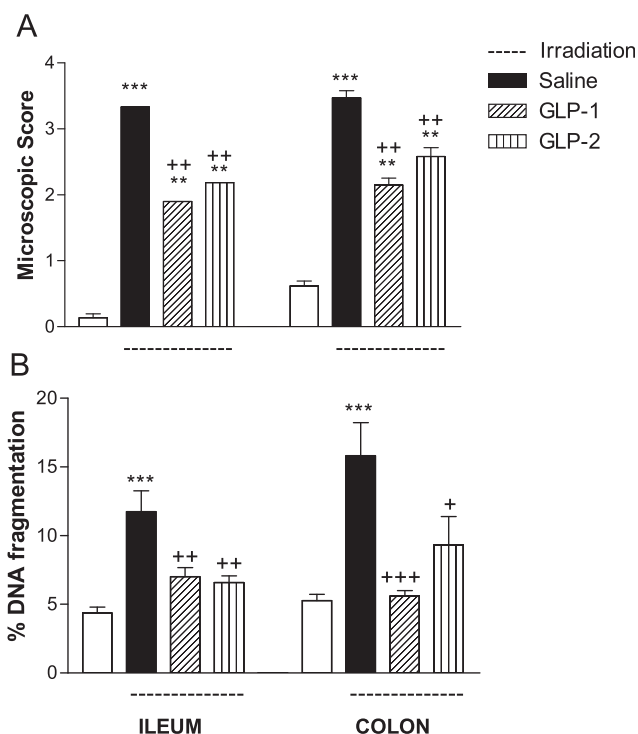 A
----- Irradiation
Saline
GLP-1
GLP-2
Microscopic Score
4
3
2
1
0
***
++
**
++
**
***
++
**
++
**
B
% DNA fragmentation
20
15
10
5
0
***
++
++
***
+++
+
ILEUM
COLON